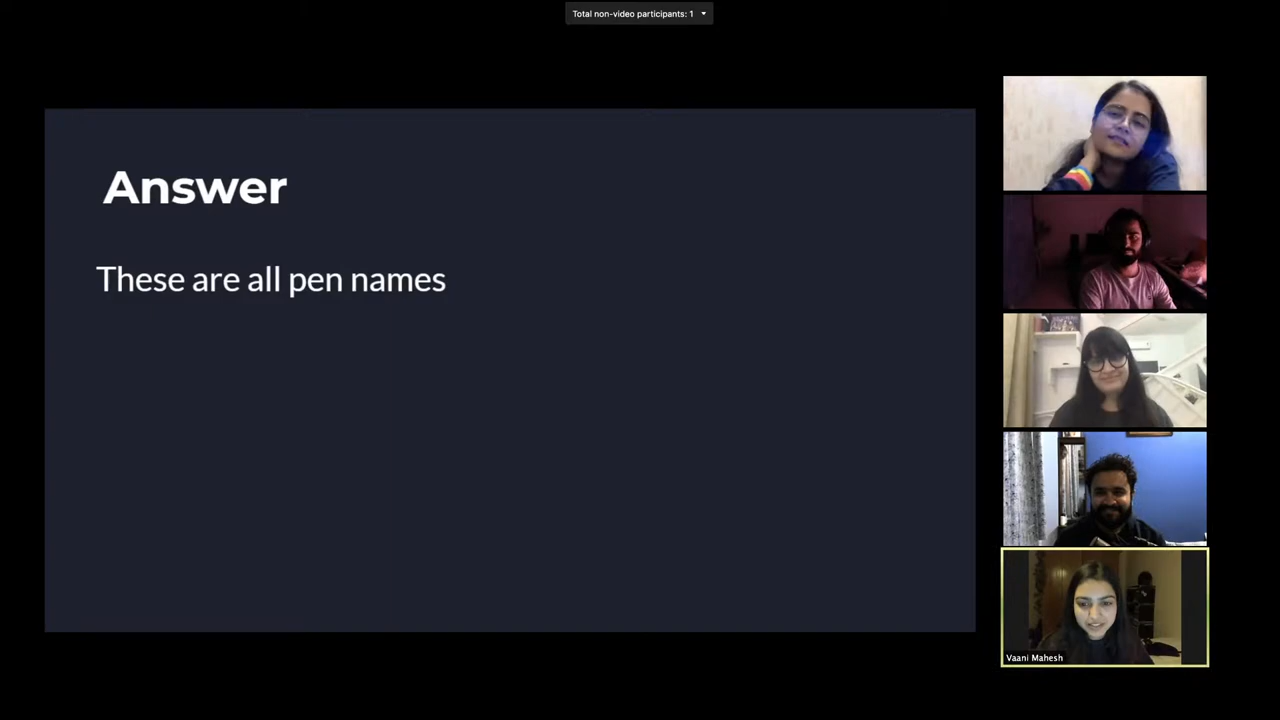 Total non-video participants: 1
Answer
These are all pen names
Vaani Mahesh